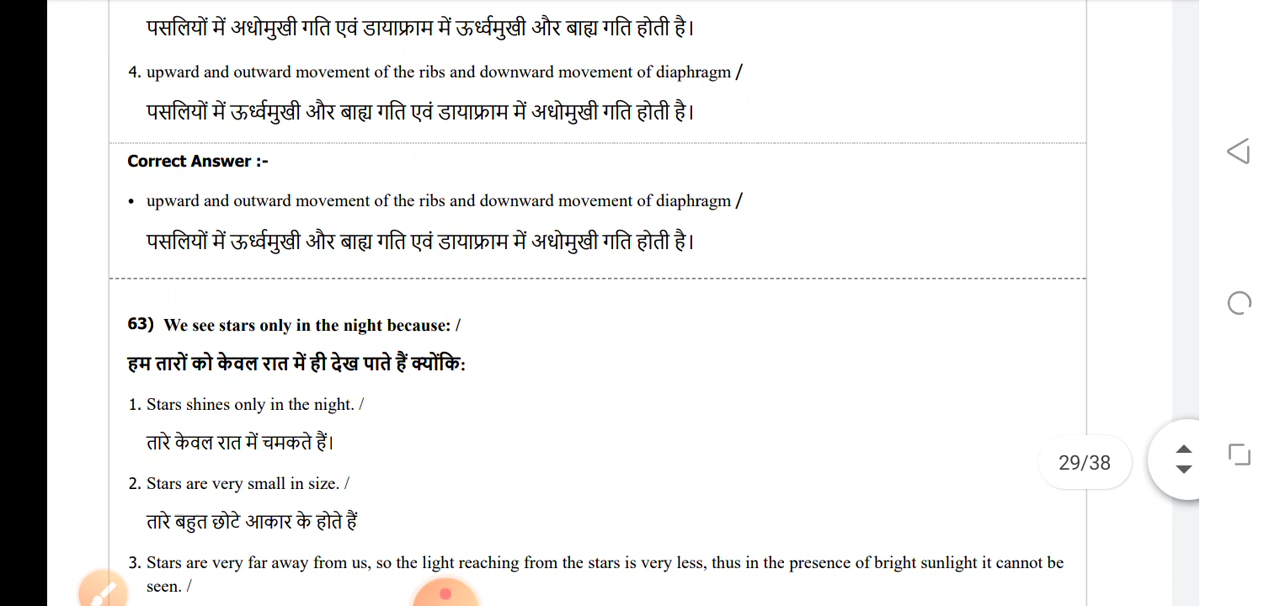 पसलियों में अधोमुखी गति एवं डायाफ्राम में ऊर्ध्वमुखी और बाह्य गति होती है।
4. upward and outward movement of the ribs and downward movement of diaphragm /
पसलियों में ऊर्ध्वमुखी और बाह्य गति एवं डायाफ्राम में अधोमुखी गति होती है।
Correct Answer :-
• upward and outward movement of the ribs and downward movement of diaphragm /
पसलियों में ऊर्ध्वमुखी और बाह्य गति एवं डायाफ्राम में अधोमुखी गति होती है।
63) We see stars only in the night because: /
हम तारों को केवल रात में ही देख पाते हैं क्योंकि:
1. Stars shines only in the night. /
तारे केवल रात में चमकते हैं।
29/38
2. Stars are very small in size. /
तारे बहुत छोटे आकार के होते हैं
3. Stars are very far away from us, so the light reaching from the stars is very less, thus in the presence of bright sunlight it cannot be
seen. /